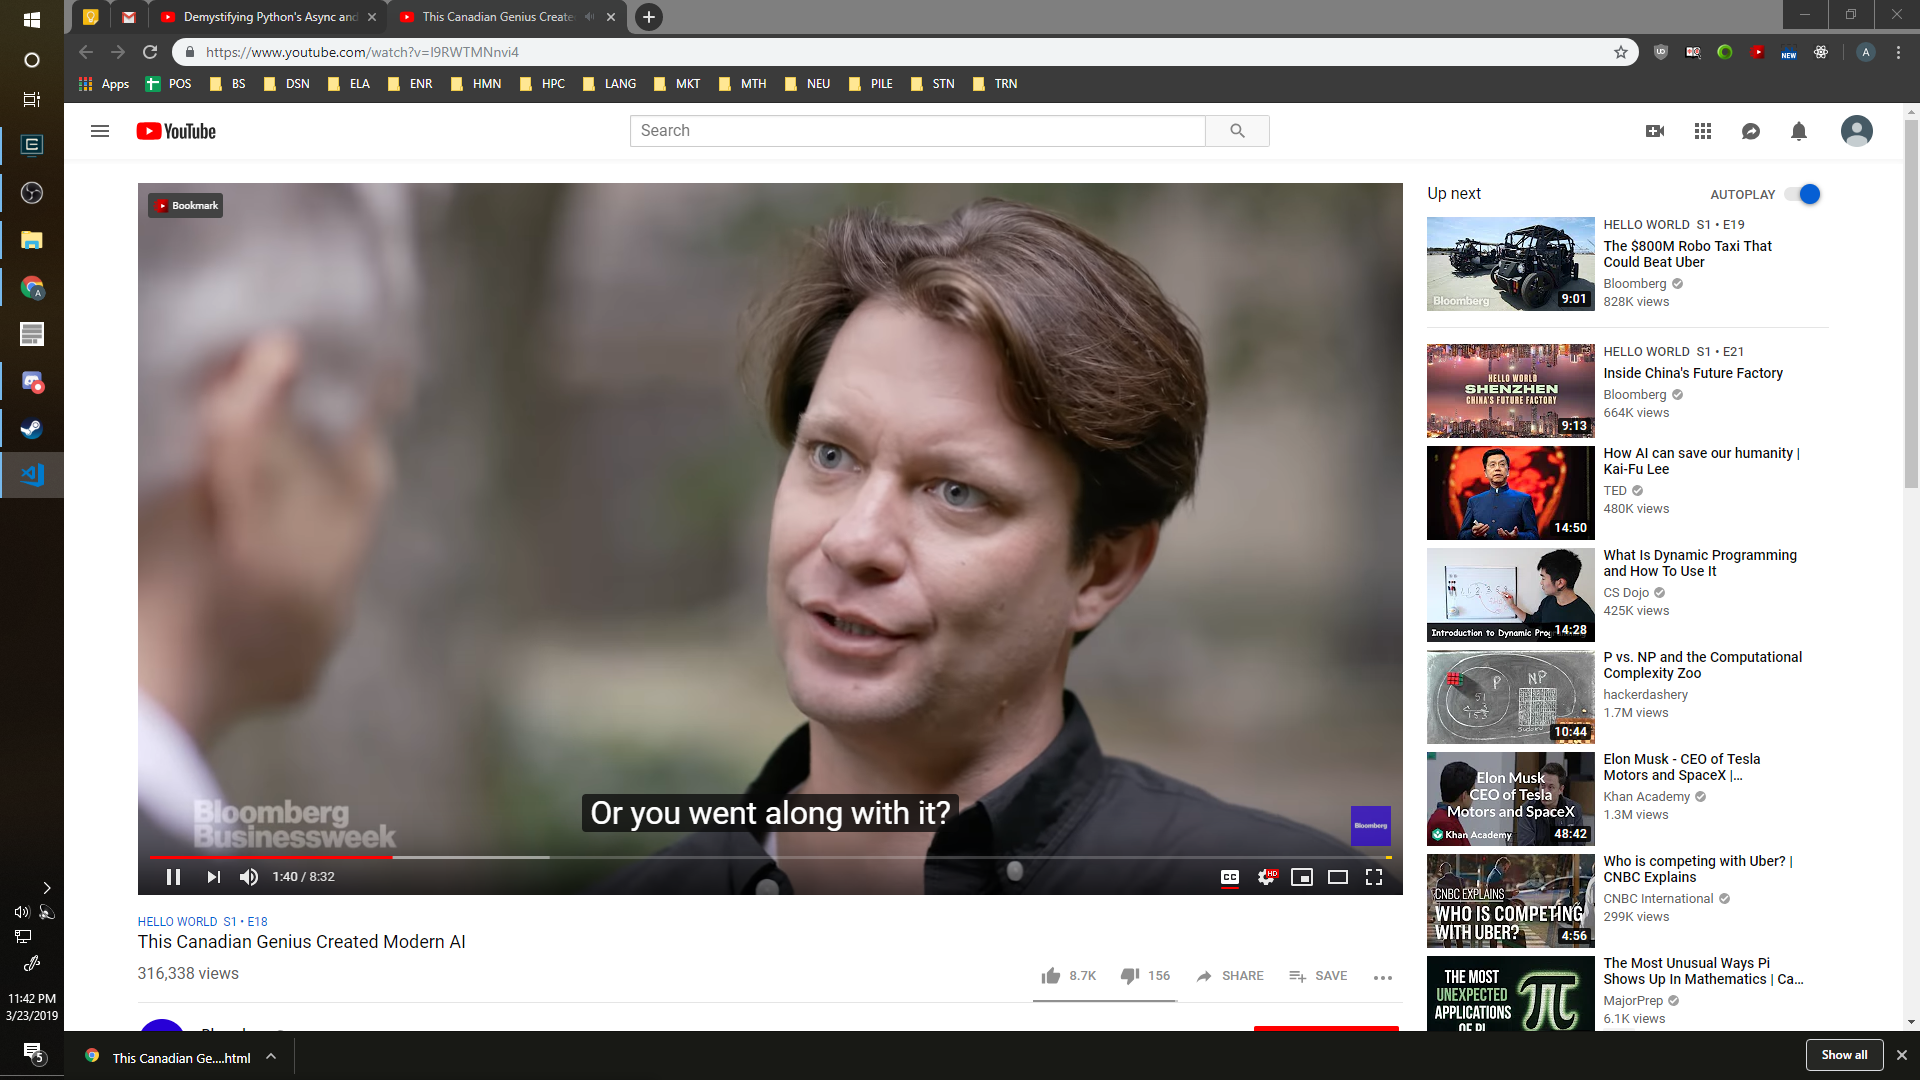 Demystifying Python's Async and
This Canadian Genius Create
https://www.youtube.com/watch?v=I9RWTMNnvi4
A
Apps
POS
BS
DSN
ELA
ENR
HMN
HPC
LANG
MKT
MTH
NEU
PILE
STN
TRN
NEW
YouTube
Search
Bookmark
Or you went along with it?
Bloomberg
Businessweek
Bloomberg
1:40 / 8:32
CC
HD
HELLO WORLD S1 • E18
This Canadian Genius Created Modern AI
316,338 views
8.7K
156
SHARE
SAVE
Up next
AUTOPLAY
Bloomberg
9:01
HELLO WORLD S1 • E19
The $800M Robo Taxi That
Could Beat Uber
Bloomberg
828K views
HELLO WORLD
SHENZHEN
CHINA'S FUTURE FACTORY
9:13
HELLO WORLD S1 • E21
Inside China's Future Factory
Bloomberg
664K views
14:50
How AI can save our humanity |
Kai-Fu Lee
TED
480K views
Introduction to Dynamic Prog
14:28
What Is Dynamic Programming
and How To Use It
CS Dojo
425K views
P
NP
51
153
Sudoku
10:44
P vs. NP and the Computational
Complexity Zoo
hackerdashery
1.7M views
Elon Musk
CEO of Tesla
Motors and SpaceX
Khan Academy
48:42
Elon Musk - CEO of Tesla
Motors and SpaceX |...
Khan Academy
1.3M views
CNBC EXPLAINS
WHO IS COMPETING
WITH UBER?
4:56
Who is competing with Uber? |
CNBC Explains
CNBC International
299K views
THE MOST
UNEXPECTED
APPLICATIONS
OF PI
The Most Unusual Ways Pi
Shows Up In Mathematics | Ca...
MajorPrep
6.1K views
11:42 PM
3/23/2019
5
This Canadian Ge....html
Show all